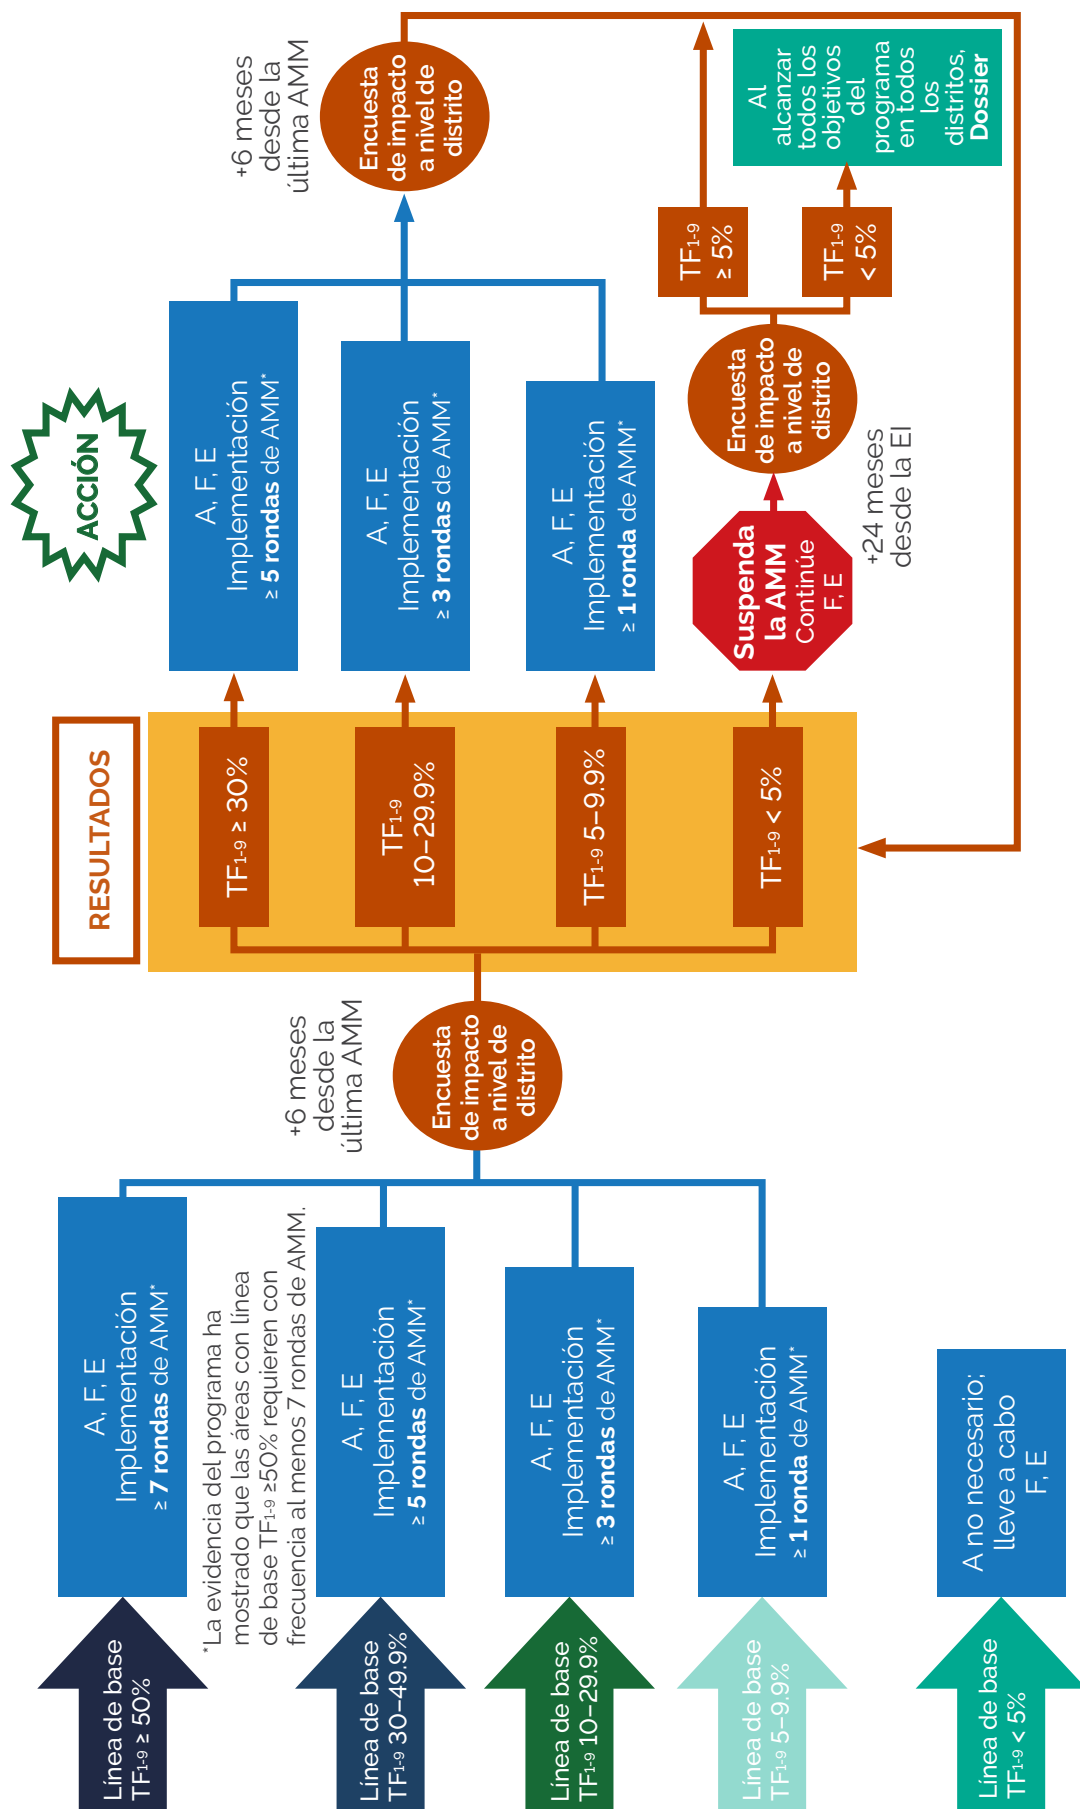 Línea de base
TF1-9 ≥ 50%
A, F, E
Implementación
≥ 7 rondas de AMM*
*La evidencia del programa ha
mostrado que las áreas con línea
de base TF1-9 ≥50% requieren con
frecuencia al menos 7 rondas de AMM.
Línea de base
TF1-9 30–49.9%
A, F, E
Implementación
≥ 5 rondas de AMM*
Línea de base
TF1-9 10–29.9%
A, F, E
Implementación
≥ 3 rondas de AMM*
Línea de base
TF1-9 5–9.9%
A, F, E
Implementación
≥ 1 ronda de AMM*
Línea de base
TF1-9 < 5%
A no necesario;
lleve a cabo
F, E
+6 meses
desde la
última AMM
Encuesta
de impacto
a nivel de
distrito
RESULTADOS
TF1-9 ≥ 30%
TF1-9
10–29.9%
TF1-9 5–9.9%
TF1-9 < 5%
ACCIÓN
A, F, E
Implementación
≥ 5 rondas de AMM*
A, F, E
Implementación
≥ 3 rondas de AMM*
A, F, E
Implementación
≥ 1 ronda de AMM*
Suspenda
la AMM
Continúe
F, E
+6 meses
desde la
última AMM
Encuesta
de impacto
a nivel de
distrito
+24 meses
desde la EI
Encuesta
de impacto
a nivel de
distrito
TF1-9
≥ 5%
TF1-9
< 5%
Al
alcanzar
todos los
objetivos
del
programa
en todos
los
distritos,
Dossier